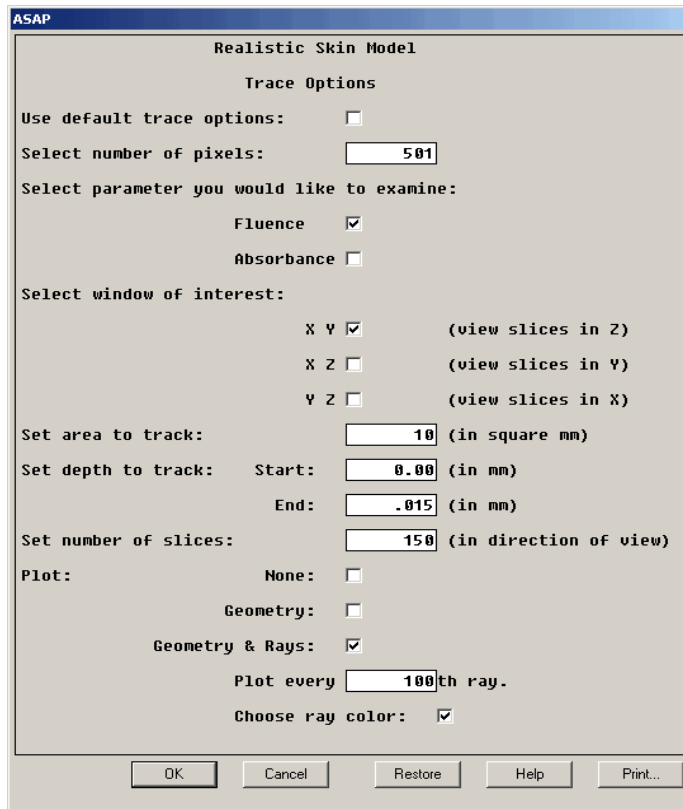 ASAP
Realistic Skin Model
Trace Options
Use default trace options:
Select number of pixels: 501
Select parameter you would like to examine:
Fluence
Absorbance
Select window of interest:
X Y (view slices in Z)
X Z (view slices in Y)
Y Z (view slices in X)
Set area to track: 10 (in square mm)
Set depth to track: Start: 0.00 (in mm)
End: .015 (in mm)
Set number of slices: 150 (in direction of view)
Plot: None:
Geometry:
Geometry & Rays:
Plot every 100th ray.
Choose ray color:
OK Cancel Restore Help Print...